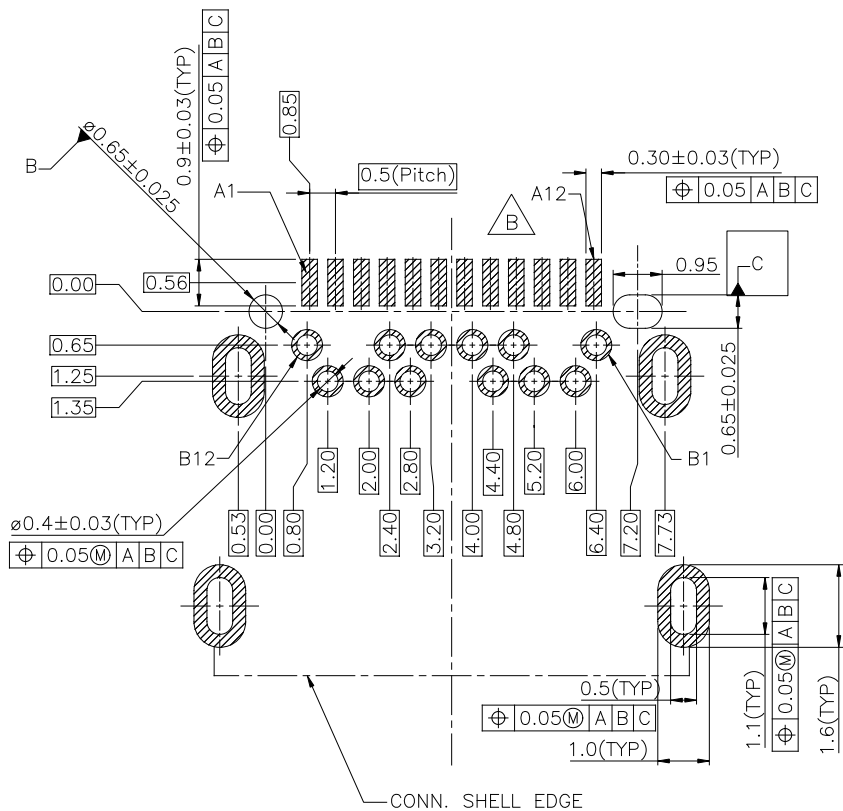 0.9±0.03(TYP)
⌖ 0.05 A B C
B
ø0.65±0.025
0.85
0.5(Pitch)
A1
A12
B
0.30±0.03(TYP)
⌖ 0.05 A B C
0.95
C
0.00
0.56
0.65
1.25
1.35
0.65±0.025
B12
B1
1.20
2.00
2.80
4.40
5.20
6.00
0.53
0.00
0.80
2.40
3.20
4.00
4.80
6.40
7.20
7.73
ø0.4±0.03(TYP)
⌖ 0.05Ⓜ A B C
0.5(TYP)
⌖ 0.05Ⓜ A B C
1.0(TYP)
1.1(TYP)
⌖ 0.05Ⓜ A B C
1.6(TYP)
CONN. SHELL EDGE